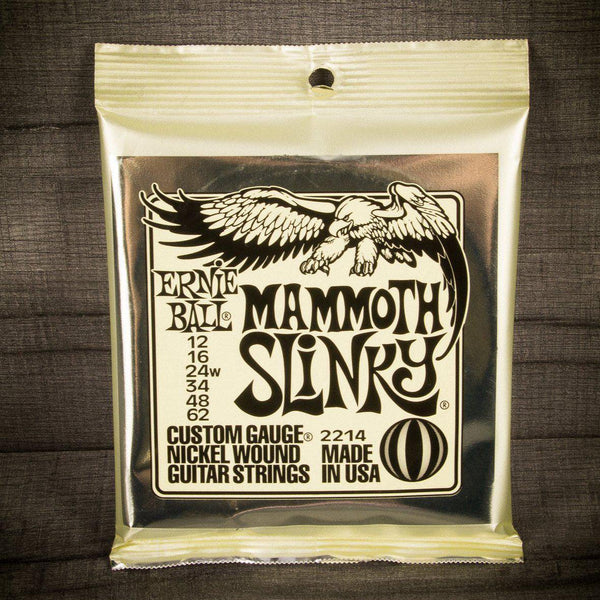 ERNIE
BALL®
MAMMOTH
SLINKY®
12
16
24w
34
48
62
CUSTOM GAUGE® 2214
NICKEL WOUND MADE
GUITAR STRINGS IN USA